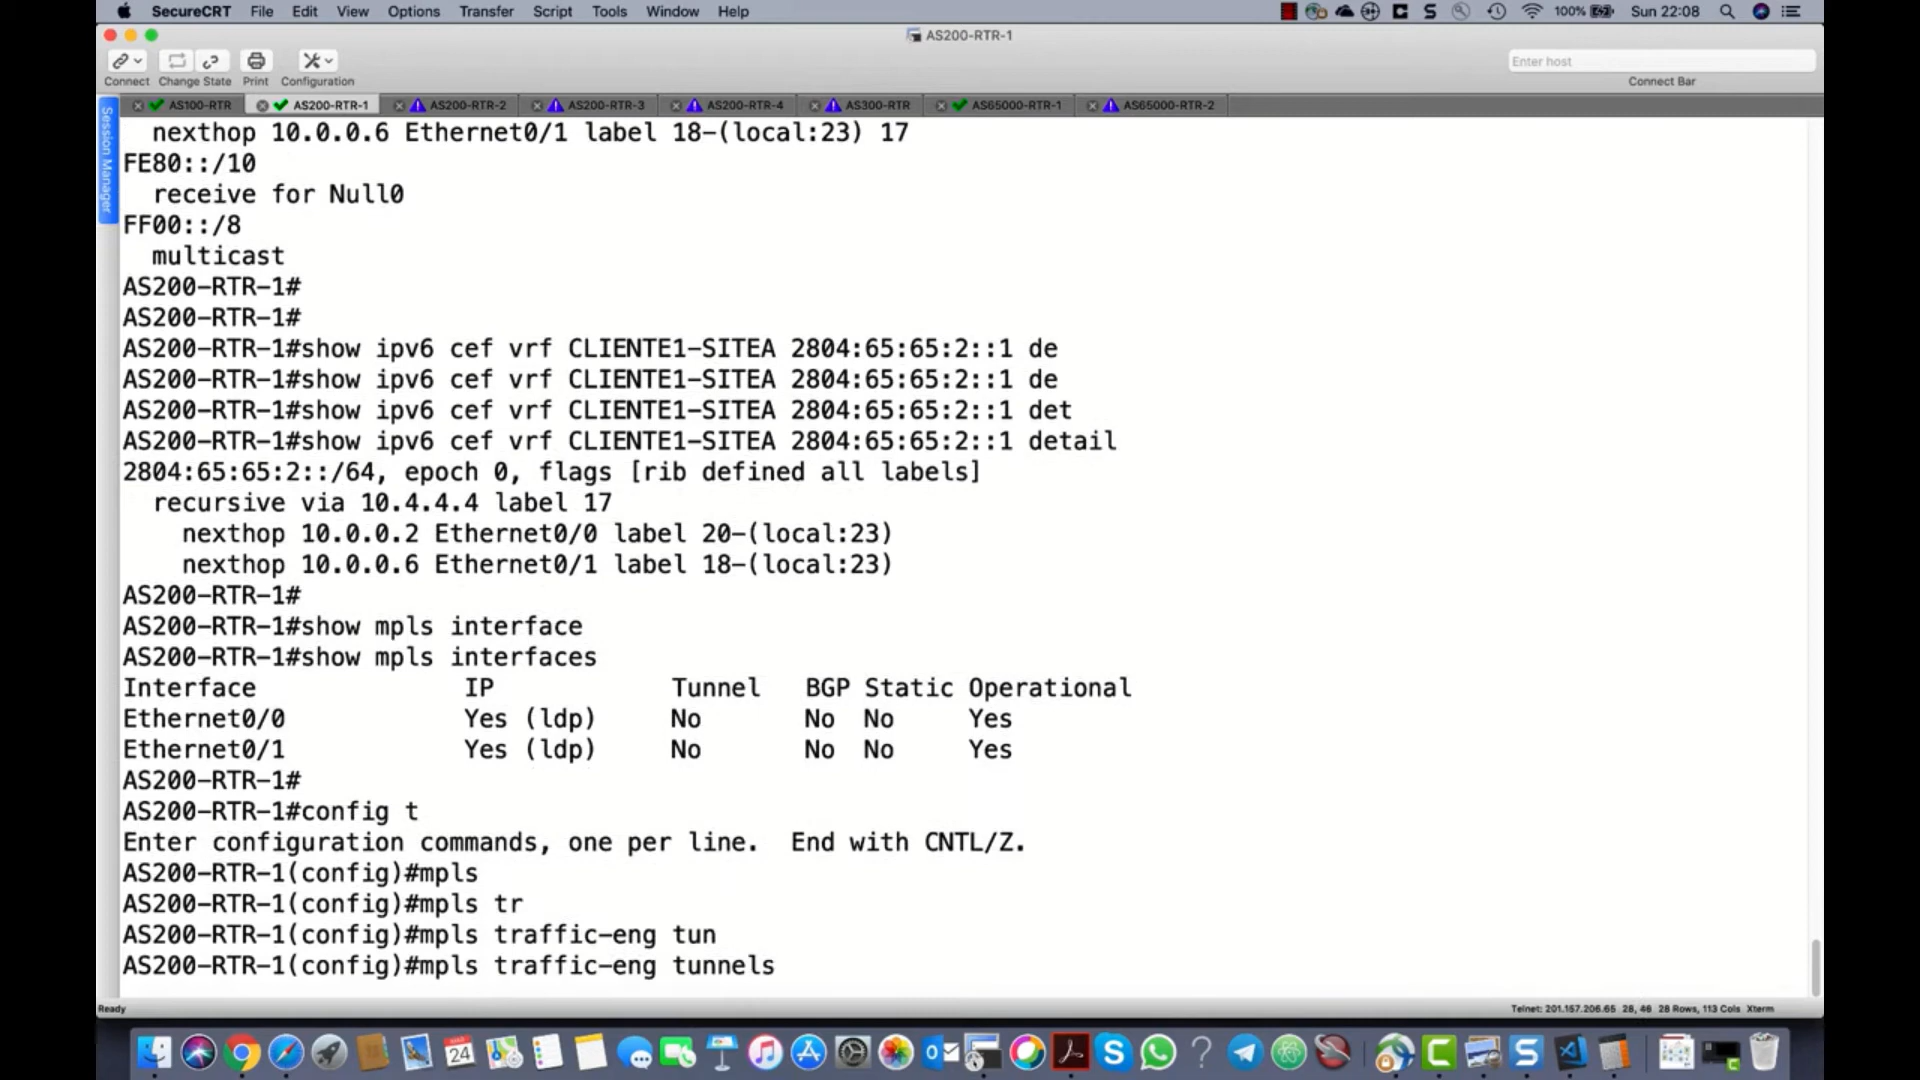 SecureCRT File Edit View Options Transfer Script Tools Window Help 100% Sun 22:08
AS200-RTR-1
Enter host
Connect Change State Print Configuration Connect Bar
AS100-RTR AS200-RTR-1 AS200-RTR-2 AS200-RTR-3 AS200-RTR-4 AS300-RTR AS65000-RTR-1 AS65000-RTR-2
Session Manager
nexthop 10.0.0.6 Ethernet0/1 label 18-(local:23) 17
FE80::/10
receive for Null0
FF00::/8
multicast
AS200-RTR-1#
AS200-RTR-1#
AS200-RTR-1#show ipv6 cef vrf CLIENTE1-SITEA 2804:65:65:2::1 de
AS200-RTR-1#show ipv6 cef vrf CLIENTE1-SITEA 2804:65:65:2::1 de
AS200-RTR-1#show ipv6 cef vrf CLIENTE1-SITEA 2804:65:65:2::1 det
AS200-RTR-1#show ipv6 cef vrf CLIENTE1-SITEA 2804:65:65:2::1 detail
2804:65:65:2::/64, epoch 0, flags [rib defined all labels]
recursive via 10.4.4.4 label 17
nexthop 10.0.0.2 Ethernet0/0 label 20-(local:23)
nexthop 10.0.0.6 Ethernet0/1 label 18-(local:23)
AS200-RTR-1#
AS200-RTR-1#show mpls interface
AS200-RTR-1#show mpls interfaces
Interface IP Tunnel BGP Static Operational
Ethernet0/0 Yes (ldp) No No No Yes
Ethernet0/1 Yes (ldp) No No No Yes
AS200-RTR-1#
AS200-RTR-1#config t
Enter configuration commands, one per line. End with CNTL/Z.
AS200-RTR-1(config)#mpls
AS200-RTR-1(config)#mpls tr
AS200-RTR-1(config)#mpls traffic-eng tun
AS200-RTR-1(config)#mpls traffic-eng tunnels
Ready Telnet: 201.157.206.65 28, 46 28 Rows, 113 Cols Xterm
24